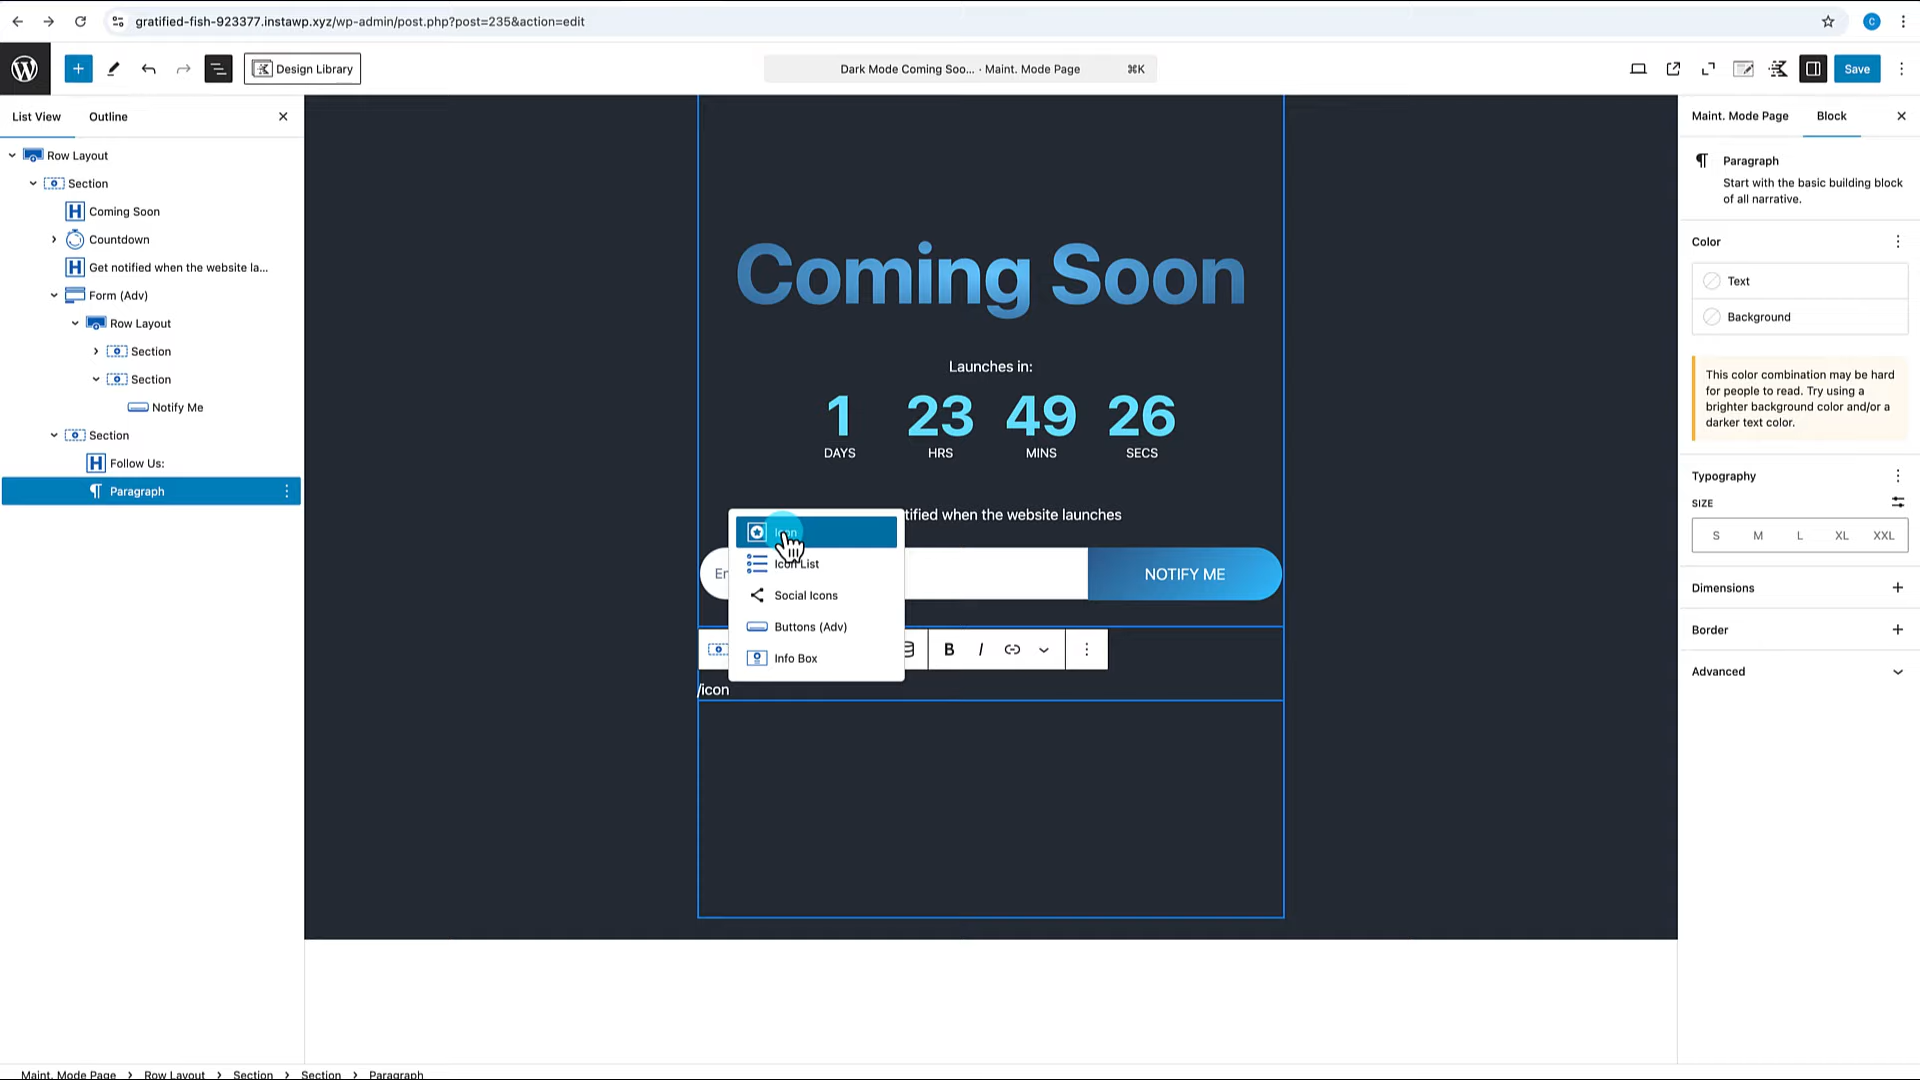 gratified-fish-923377.instawp.xyz/wp-admin/post.php?post=235&action=edit
C
Design Library
Dark Mode Coming Soo... · Maint. Mode Page
⌘K
Save
List View
Outline
Row Layout
Section
Coming Soon
Countdown
Get notified when the website la...
Form (Adv)
Row Layout
Section
Section
Notify Me
Section
Follow Us:
Paragraph
Coming Soon
Launches in:
1 23 49 26
DAYS HRS MINS SECS
tified when the website launches
En
NOTIFY ME
Icon
Icon List
Social Icons
Buttons (Adv)
Info Box
B I
/icon
Maint. Mode Page
Block
Paragraph
Start with the basic building block
of all narrative.
Color
Text
Background
This color combination may be hard
for people to read. Try using a
brighter background color and/or a
darker text color.
Typography
SIZE
S M L XL XXL
Dimensions
Border
Advanced
Maint. Mode Page > Row Layout > Section > Section > Paragraph